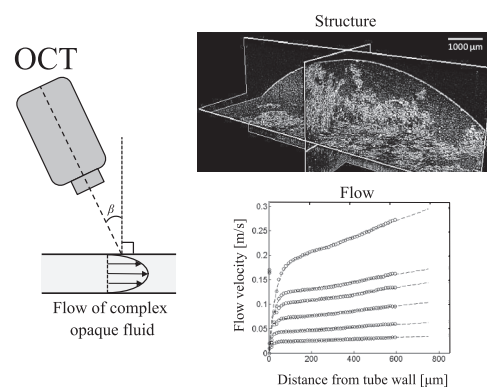 OCT
β
Flow of complex
opaque fluid
Structure
1000 μm
Flow
Flow velocity [m/s]
0.3
0.25
0.2
0.15
0.1
0.05
0
0
200
400
600
800
Distance from tube wall [μm]